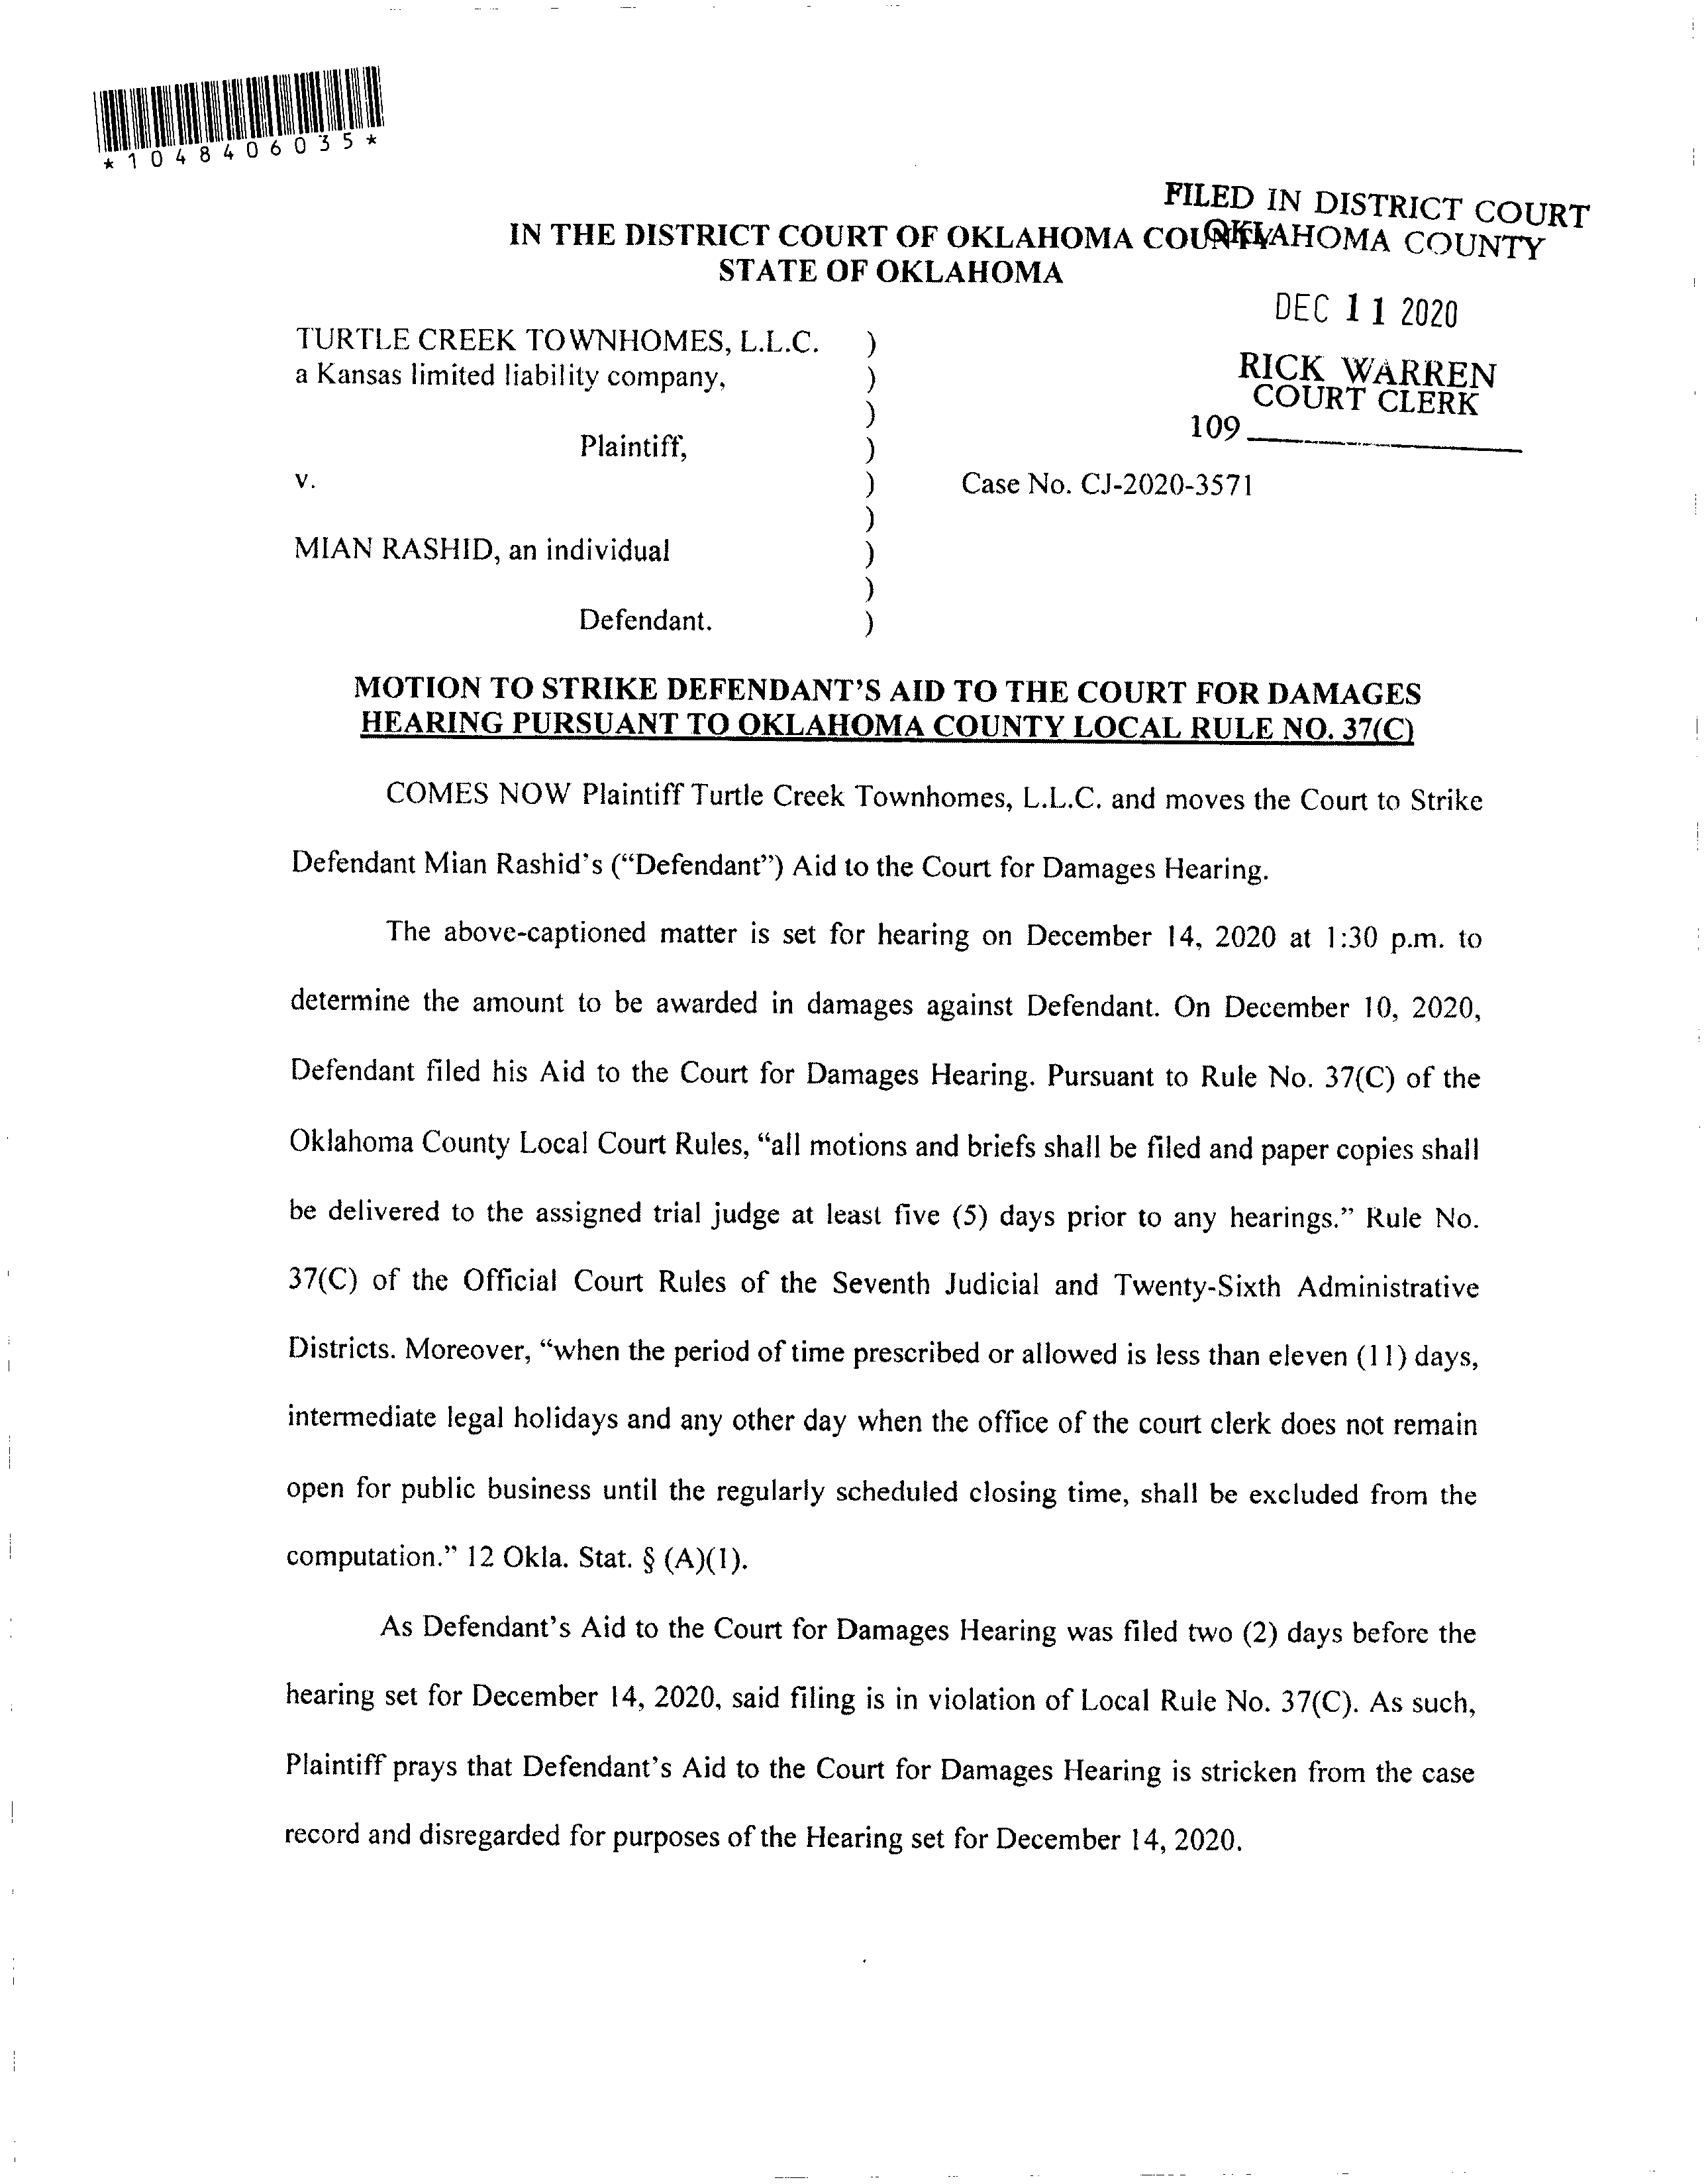 *1048406035*
FILED IN DISTRICT COURT
OKLAHOMA COUNTY
IN THE DISTRICT COURT OF OKLAHOMA COUNTY
STATE OF OKLAHOMA
DEC 11 2020
RICK WARREN
COURT CLERK
109
TURTLE CREEK TOWNHOMES, L.L.C. )
a Kansas limited liability company, )
)
Plaintiff, )
v. ) Case No. CJ-2020-3571
)
MIAN RASHID, an individual )
)
Defendant. )
MOTION TO STRIKE DEFENDANT'S AID TO THE COURT FOR DAMAGES
HEARING PURSUANT TO OKLAHOMA COUNTY LOCAL RULE NO. 37(C)
COMES NOW Plaintiff Turtle Creek Townhomes, L.L.C. and moves the Court to Strike
Defendant Mian Rashid's ("Defendant") Aid to the Court for Damages Hearing.
The above-captioned matter is set for hearing on December 14, 2020 at 1:30 p.m. to
determine the amount to be awarded in damages against Defendant. On December 10, 2020,
Defendant filed his Aid to the Court for Damages Hearing. Pursuant to Rule No. 37(C) of the
Oklahoma County Local Court Rules, "all motions and briefs shall be filed and paper copies shall
be delivered to the assigned trial judge at least five (5) days prior to any hearings." Rule No.
37(C) of the Official Court Rules of the Seventh Judicial and Twenty-Sixth Administrative
Districts. Moreover, "when the period of time prescribed or allowed is less than eleven (11) days,
intermediate legal holidays and any other day when the office of the court clerk does not remain
open for public business until the regularly scheduled closing time, shall be excluded from the
computation." 12 Okla. Stat. § (A)(1).
As Defendant's Aid to the Court for Damages Hearing was filed two (2) days before the
hearing set for December 14, 2020, said filing is in violation of Local Rule No. 37(C). As such,
Plaintiff prays that Defendant's Aid to the Court for Damages Hearing is stricken from the case
record and disregarded for purposes of the Hearing set for December 14, 2020.